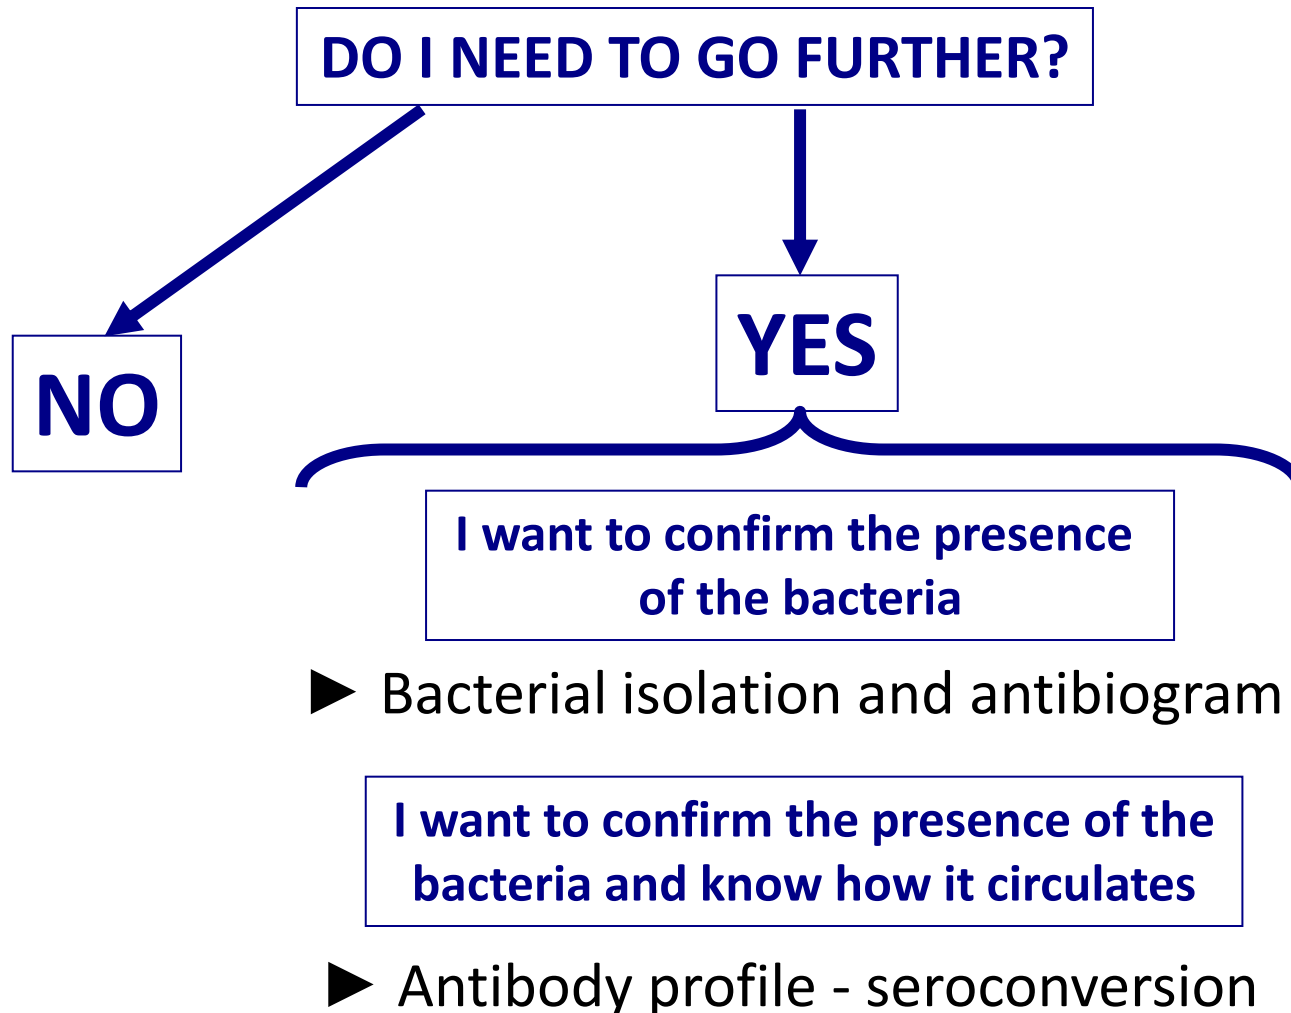 DO I NEED TO GO FURTHER?
NO
YES
I want to confirm the presence
of the bacteria
► Bacterial isolation and antibiogram
I want to confirm the presence of the
bacteria and know how it circulates
► Antibody profile - seroconversion